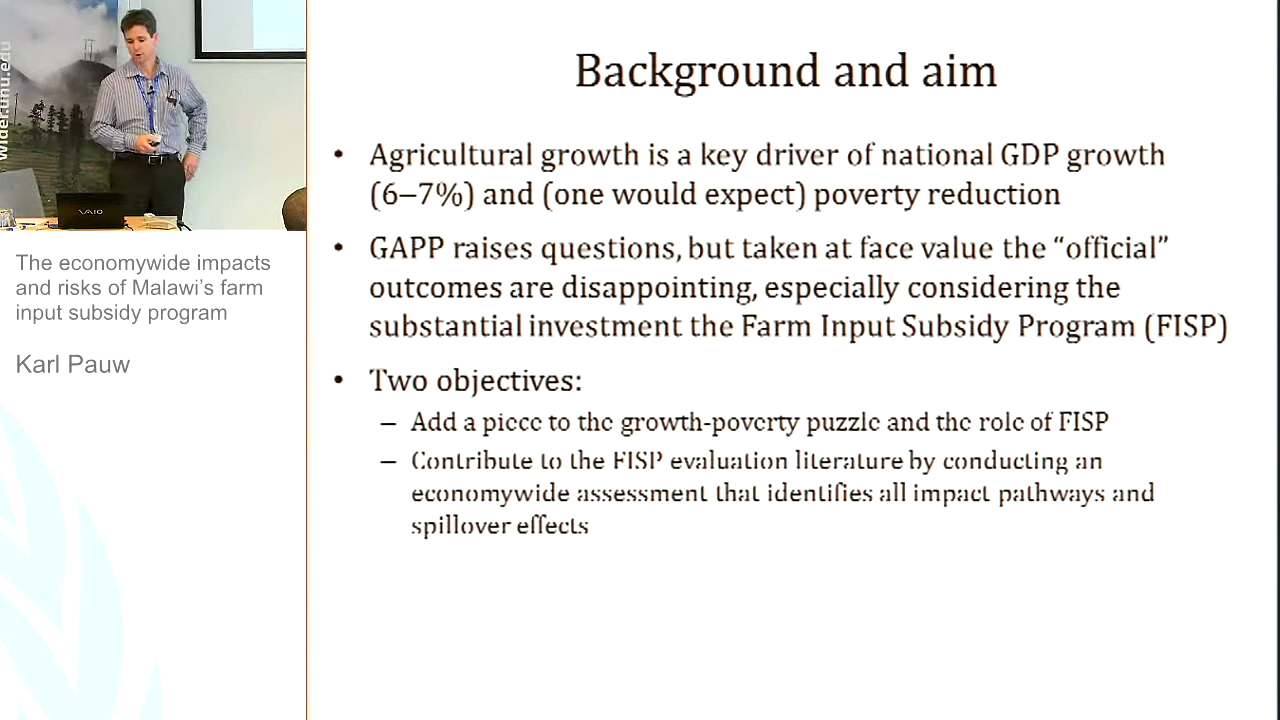 wider.unu.edu
VAIO
The economywide impacts
and risks of Malawi's farm
input subsidy program
Karl Pauw
Background and aim
• Agricultural growth is a key driver of national GDP growth
(6–7%) and (one would expect) poverty reduction
• GAPP raises questions, but taken at face value the “official”
outcomes are disappointing, especially considering the
substantial investment the Farm Input Subsidy Program (FISP)
• Two objectives:
– Add a piece to the growth-poverty puzzle and the role of FISP
– Contribute to the FISP evaluation literature by conducting an
economywide assessment that identifies all impact pathways and
spillover effects